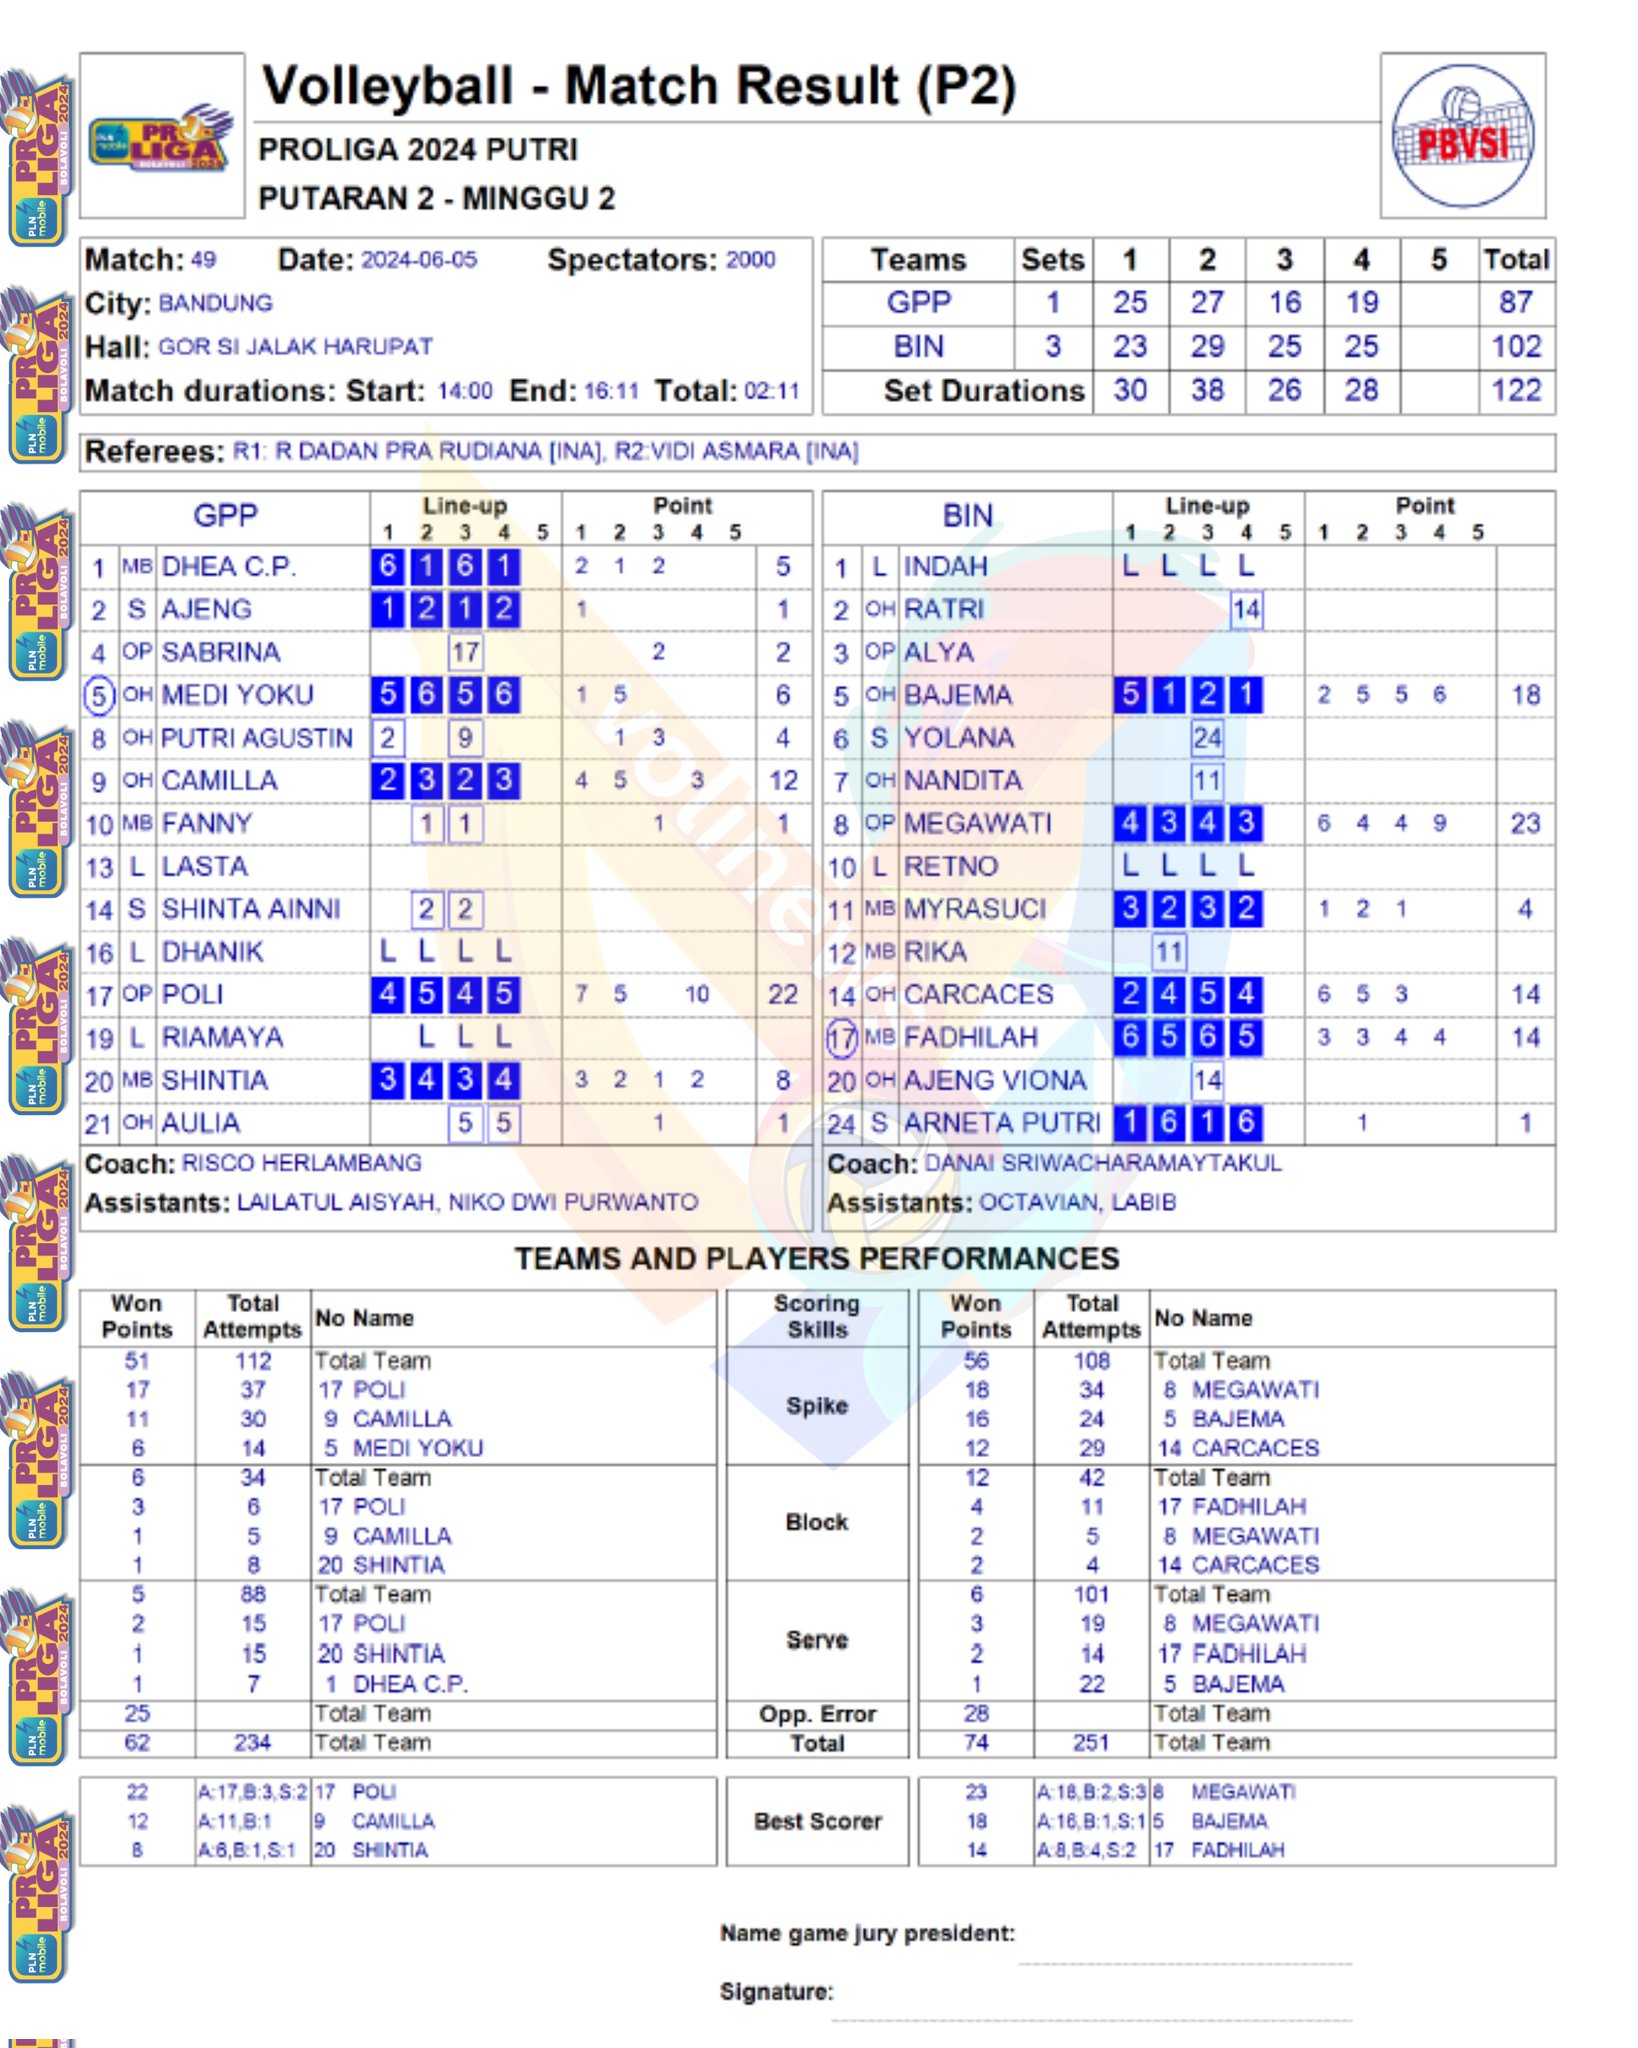 Volleyball - Match Result (P2)
PROLIGA 2024 PUTRI
PUTARAN 2 - MINGGU 2
PLN mobile PROLIGA BOLAVOLI 2024
PBVSI
Match: 49 Date: 2024-06-05 Spectators: 2000
City: BANDUNG
Hall: GOR SI JALAK HARUPAT
Match durations: Start: 14:00 End: 16:11 Total: 02:11
Teams Sets 1 2 3 4 5 Total
GPP 1 25 27 16 19 87
BIN 3 23 29 25 25 102
Set Durations 30 38 26 28 122
Referees: R1: R DADAN PRA RUDIANA [INA], R2:VIDI ASMARA [INA]
GPP Line-up Point
1 2 3 4 5 1 2 3 4 5
1 MB DHEA C.P. 6 1 6 1 2 1 2 5
2 S AJENG 1 2 1 2 1 1
4 OP SABRINA 17 2 2
5 OH MEDI YOKU 5 6 5 6 1 5 6
8 OH PUTRI AGUSTIN 2 9 1 3 4
9 OH CAMILLA 2 3 2 3 4 5 3 12
10 MB FANNY 1 1 1 1
13 L LASTA
14 S SHINTA AINNI 2 2
16 L DHANIK L L L L
17 OP POLI 4 5 4 5 7 5 10 22
19 L RIAMAYA L L L
20 MB SHINTIA 3 4 3 4 3 2 1 2 8
21 OH AULIA 5 5 1 1
Coach: RISCO HERLAMBANG
Assistants: LAILATUL AISYAH, NIKO DWI PURWANTO
BIN Line-up Point
1 2 3 4 5 1 2 3 4 5
1 L INDAH L L L L
2 OH RATRI 14
3 OP ALYA
5 OH BAJEMA 5 1 2 1 2 5 5 6 18
6 S YOLANA 24
7 OH NANDITA 11
8 OP MEGAWATI 4 3 4 3 6 4 4 9 23
10 L RETNO L L L L
11 MB MYRASUCI 3 2 3 2 1 2 1 4
12 MB RIKA 11
14 OH CARCACES 2 4 5 4 6 5 3 14
17 MB FADHILAH 6 5 6 5 3 3 4 4 14
20 OH AJENG VIONA 14
24 S ARNETA PUTRI 1 6 1 6 1 1
Coach: DANAI SRIWACHARAMAYTAKUL
Assistants: OCTAVIAN, LABIB
TEAMS AND PLAYERS PERFORMANCES
Won Points Total Attempts No Name Scoring Skills Won Points Total Attempts No Name
51 112 Total Team Spike 56 108 Total Team
17 37 17 POLI 18 34 8 MEGAWATI
11 30 9 CAMILLA 16 24 5 BAJEMA
6 14 5 MEDI YOKU 12 29 14 CARCACES
6 34 Total Team Block 12 42 Total Team
3 6 17 POLI 4 11 17 FADHILAH
1 5 9 CAMILLA 2 5 8 MEGAWATI
1 8 20 SHINTIA 2 4 14 CARCACES
5 88 Total Team Serve 6 101 Total Team
2 15 17 POLI 3 19 8 MEGAWATI
1 15 20 SHINTIA 2 14 17 FADHILAH
1 7 1 DHEA C.P. 1 22 5 BAJEMA
25 Total Team Opp. Error 28 Total Team
62 234 Total Team Total 74 251 Total Team
22 A:17,B:3,S:2 17 POLI Best Scorer 23 A:18,B:2,S:3 8 MEGAWATI
12 A:11,B:1 9 CAMILLA 18 A:16,B:1,S:1 5 BAJEMA
8 A:6,B:1,S:1 20 SHINTIA 14 A:8,B:4,S:2 17 FADHILAH
Name game jury president:
Signature: